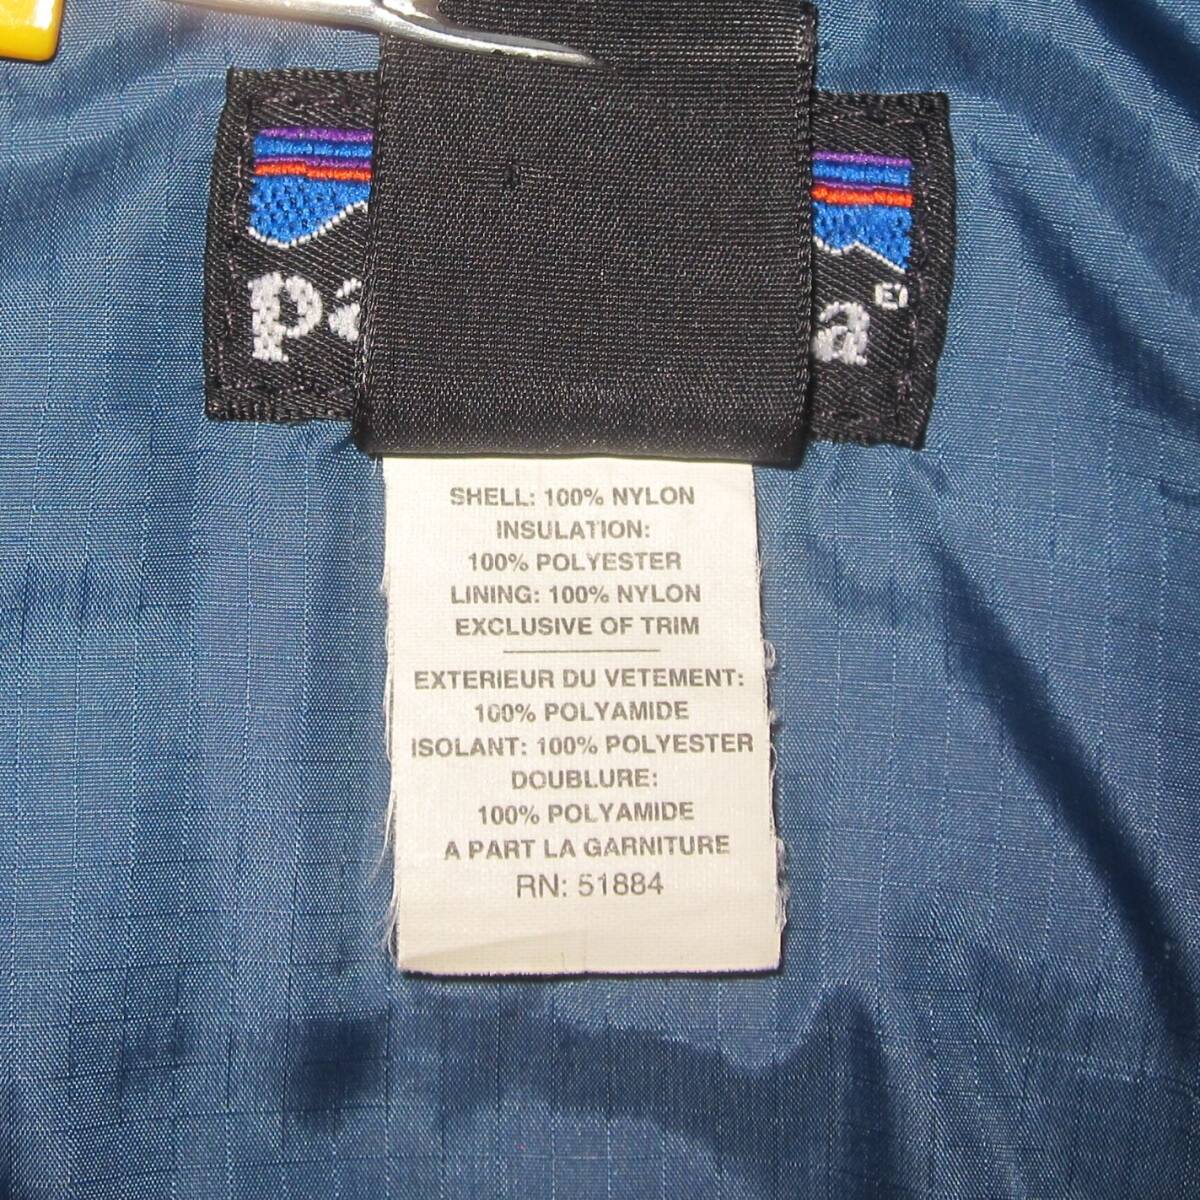 pa a
SHELL: 100% NYLON
INSULATION:
100% POLYESTER
LINING: 100% NYLON
EXCLUSIVE OF TRIM
EXTERIEUR DU VETEMENT:
100% POLYAMIDE
ISOLANT: 100% POLYESTER
DOUBLURE:
100% POLYAMIDE
A PART LA GARNITURE
RN: 51884